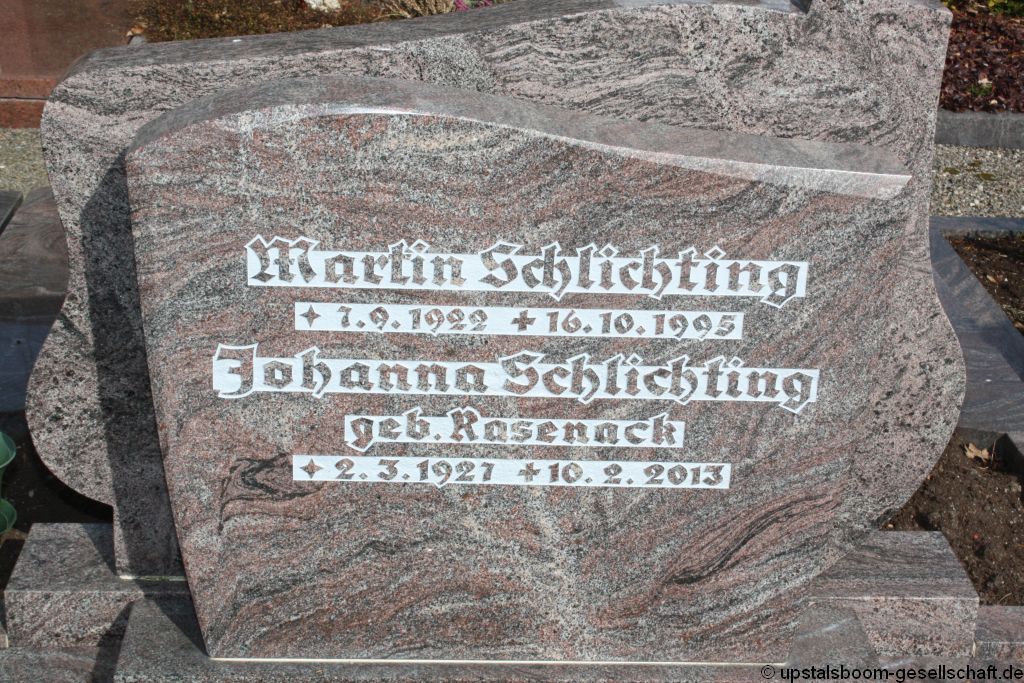 Martin Schlichting
✦ 7.9.1922 ✚ 16.10.1995
Johanna Schlichting
geb. Rasenack
✦ 2.3.1927 ✚ 10.2.2013
© upstalsboom-gesellschaft.de